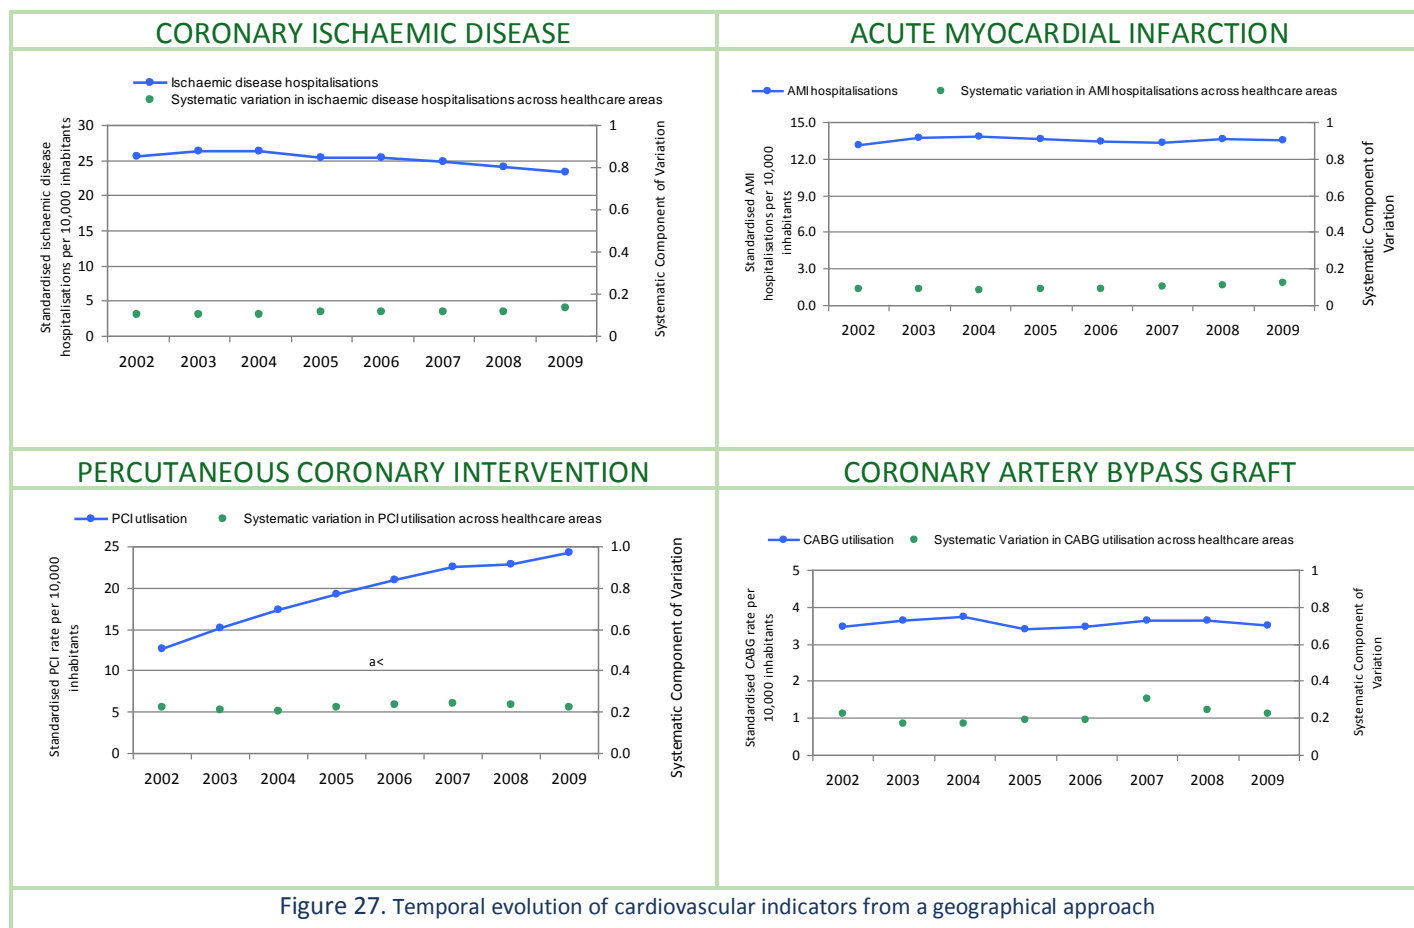 CORONARY ISCHAEMIC DISEASE
Ischaemic disease hospitalisations
Systematic variation in ischaemic disease hospitalisations across healthcare areas
Standardised ischaemic disease
hospitalisations per 10,000 inhabitants
30
25
20
15
10
5
0
1
0.8
0.6
0.4
0.2
0
Systematic Component of Variation
2002 2003 2004 2005 2006 2007 2008 2009
ACUTE MYOCARDIAL INFARCTION
AMI hospitalisations
Systematic variation in AMI hospitalisations across healthcare areas
Standardised AMI
hospitalisations per 10,000
inhabitants
15.0
12.0
9.0
6.0
3.0
0.0
1
0.8
0.6
0.4
0.2
0
Systematic Component of
Variation
2002 2003 2004 2005 2006 2007 2008 2009
PERCUTANEOUS CORONARY INTERVENTION
PCI utlisation
Systematic variation in PCI utilisation across healthcare areas
Standardised PCI rate per 10,000
inhabitants
25
20
15
10
5
0
a<
1.0
0.8
0.6
0.4
0.2
0.0
Systematic Component of Variation
2002 2003 2004 2005 2006 2007 2008 2009
CORONARY ARTERY BYPASS GRAFT
CABG utilisation
Systematic Variation in CABG utilisation across healthcare areas
Standardised CABG rate per
10,000 inhabitants
5
4
3
2
1
0
1
0.8
0.6
0.4
0.2
0
Systematic Component of
Variation
2002 2003 2004 2005 2006 2007 2008 2009
Figure 27. Temporal evolution of cardiovascular indicators from a geographical approach